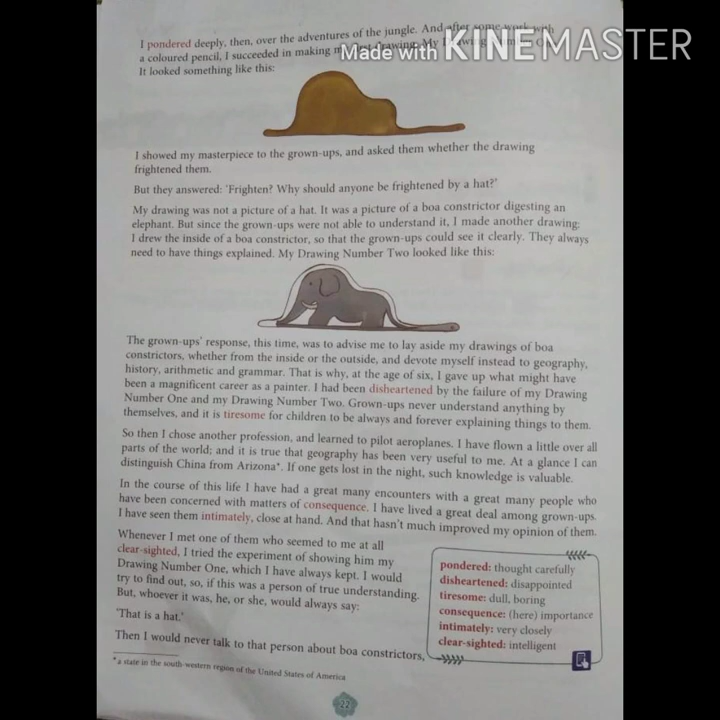 Made with KINEMASTER
I pondered deeply, then, over the adventures of the jungle. And after some work with
a coloured pencil, I succeeded in making my first drawing. My Drawing Number One.
It looked something like this:
I showed my masterpiece to the grown-ups, and asked them whether the drawing
frightened them.
But they answered: 'Frighten? Why should anyone be frightened by a hat?'
My drawing was not a picture of a hat. It was a picture of a boa constrictor digesting an
elephant. But since the grown-ups were not able to understand it, I made another drawing:
I drew the inside of a boa constrictor, so that the grown-ups could see it clearly. They always
need to have things explained. My Drawing Number Two looked like this:
The grown-ups' response, this time, was to advise me to lay aside my drawings of boa
constrictors, whether from the inside or the outside, and devote myself instead to geography,
history, arithmetic and grammar. That is why, at the age of six, I gave up what might have
been a magnificent career as a painter. I had been disheartened by the failure of my Drawing
Number One and my Drawing Number Two. Grown-ups never understand anything by
themselves, and it is tiresome for children to be always and forever explaining things to them.
So then I chose another profession, and learned to pilot aeroplanes. I have flown a little over all
parts of the world; and it is true that geography has been very useful to me. At a glance I can
distinguish China from Arizona*. If one gets lost in the night, such knowledge is valuable.
In the course of this life I have had a great many encounters with a great many people who
have been concerned with matters of consequence. I have lived a great deal among grown-ups.
I have seen them intimately, close at hand. And that hasn't much improved my opinion of them.
Whenever I met one of them who seemed to me at all
clear-sighted, I tried the experiment of showing him my
Drawing Number One, which I have always kept. I would
try to find out, so, if this was a person of true understanding.
But, whoever it was, he, or she, would always say:
'That is a hat.'
Then I would never talk to that person about boa constrictors,
pondered: thought carefully
disheartened: disappointed
tiresome: dull, boring
consequence: (here) importance
intimately: very closely
clear-sighted: intelligent
*a state in the south-western region of the United States of America
22